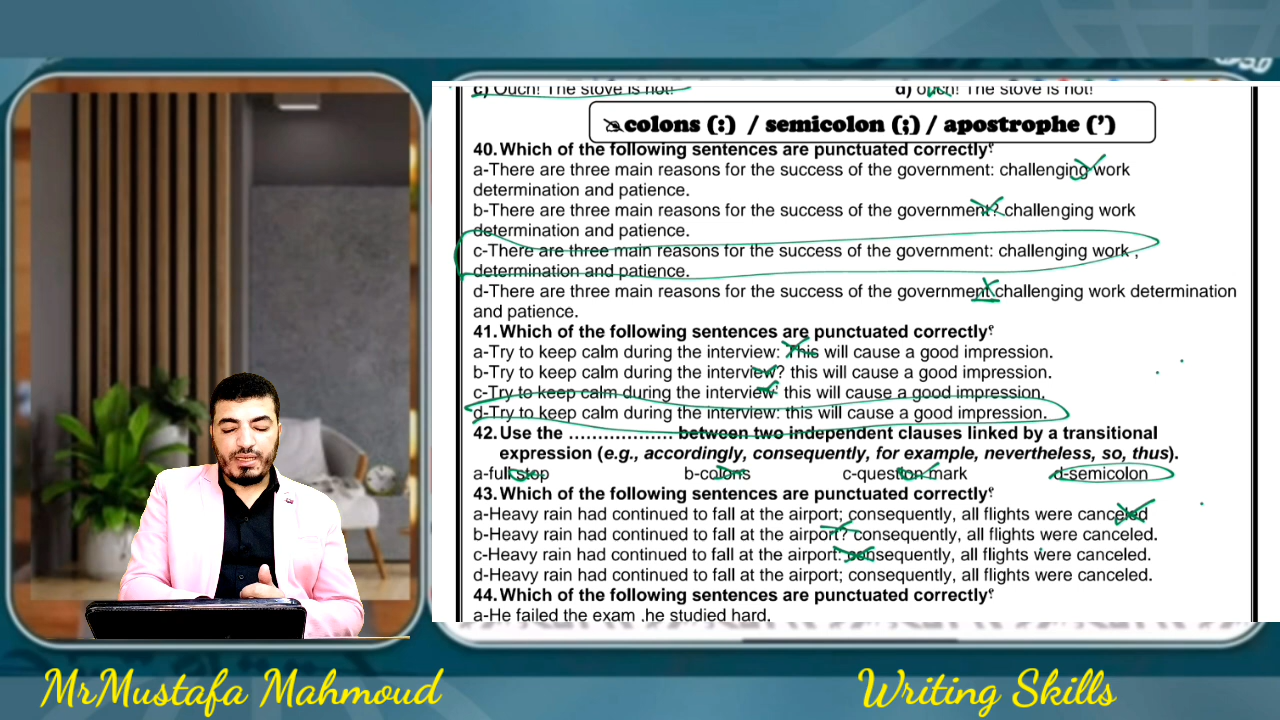 c) Ouch! The stove is hot!
d) ouch! The stove is hot!
colons (:) / semicolon (;) / apostrophe (’)
40.Which of the following sentences are punctuated correctly؟
a-There are three main reasons for the success of the government: challenging work
determination and patience.
b-There are three main reasons for the success of the government? challenging work
determination and patience.
c-There are three main reasons for the success of the government: challenging work ,
determination and patience.
d-There are three main reasons for the success of the government challenging work determination
and patience.
41.Which of the following sentences are punctuated correctly؟
a-Try to keep calm during the interview: This will cause a good impression.
b-Try to keep calm during the interview? this will cause a good impression.
c-Try to keep calm during the interview' this will cause a good impression.
d-Try to keep calm during the interview: this will cause a good impression.
42.Use the ……………… between two independent clauses linked by a transitional
expression (e.g., accordingly, consequently, for example, nevertheless, so, thus).
a-full stop b-colons c-question mark d-semicolon
43.Which of the following sentences are punctuated correctly؟
a-Heavy rain had continued to fall at the airport; consequently, all flights were canceled
b-Heavy rain had continued to fall at the airport? consequently, all flights were canceled.
c-Heavy rain had continued to fall at the airport: consequently, all flights were canceled.
d-Heavy rain had continued to fall at the airport; consequently, all flights were canceled.
44.Which of the following sentences are punctuated correctly؟
a-He failed the exam ,he studied hard.
MrMustafa Mahmoud
Writing Skills